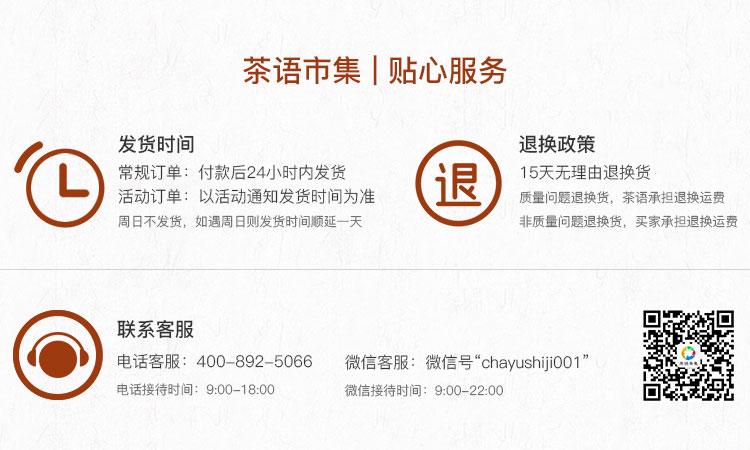 茶语市集 | 贴心服务
发货时间
常规订单：付款后24小时内发货
活动订单：以活动通知发货时间为准
周日不发货，如遇周日则发货时间顺延一天
退
退换政策
15天无理由退换货
质量问题退换货，茶语承担退换运费
非质量问题退换货，买家承担退换运费
联系客服
电话客服：400-892-5066
电话接待时间：9:00-18:00
微信客服：微信号“chayushiji001”
微信接待时间：9:00-22:00